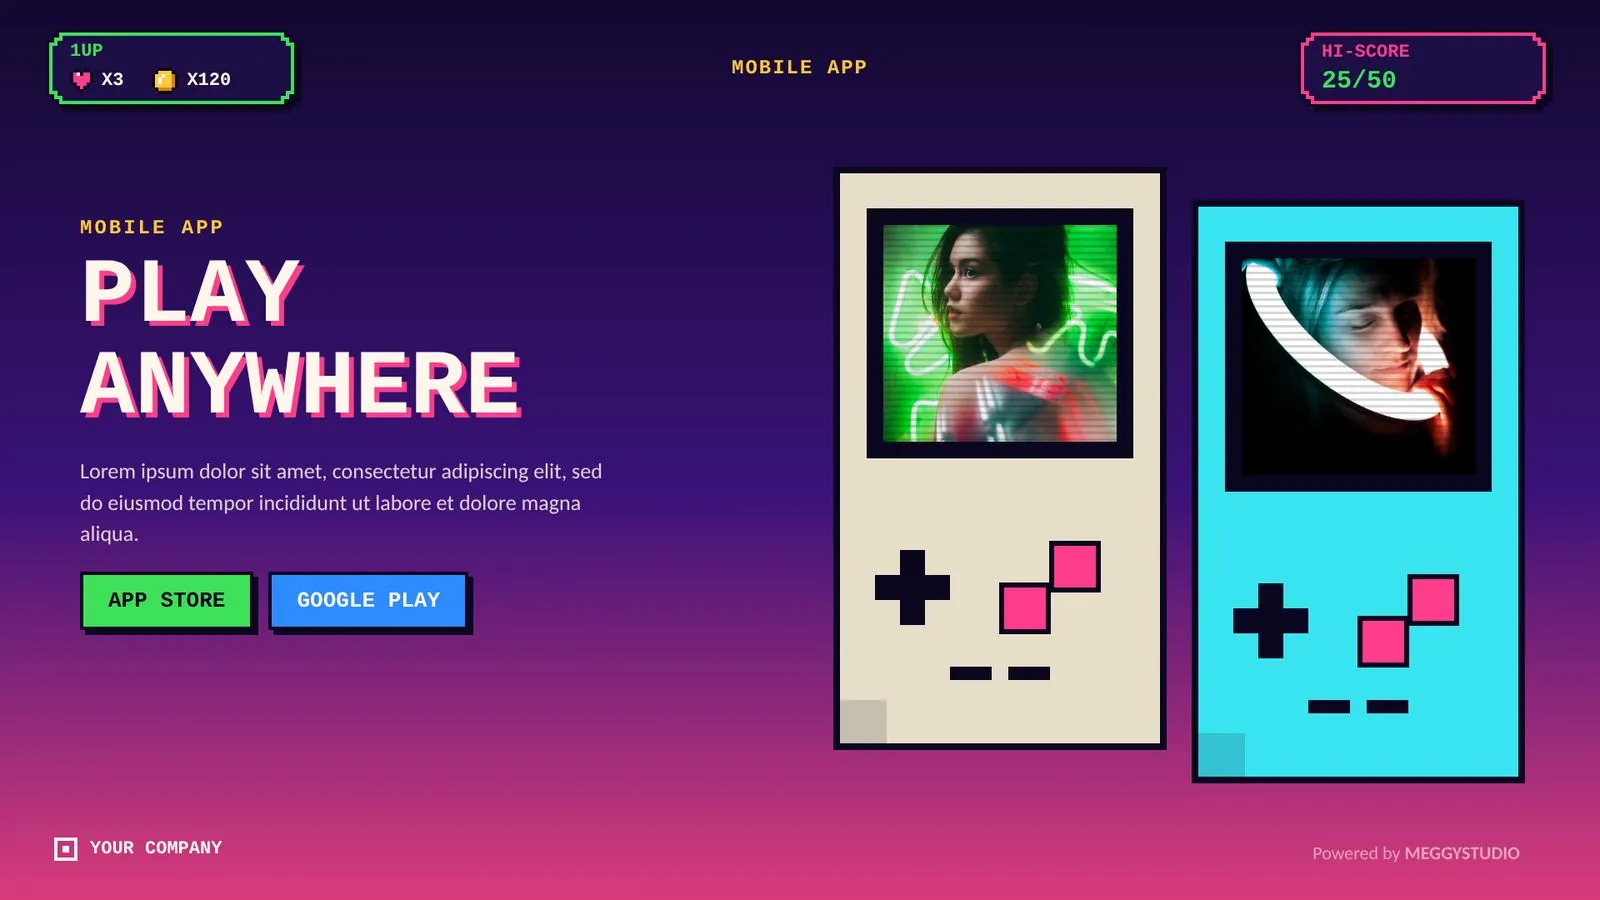 1UP
X3 X120
MOBILE APP
HI-SCORE
25/50
MOBILE APP
PLAY
ANYWHERE
Lorem ipsum dolor sit amet, consectetur adipiscing elit, sed
do eiusmod tempor incididunt ut labore et dolore magna
aliqua.
APP STORE
GOOGLE PLAY
YOUR COMPANY
Powered by MEGGYSTUDIO